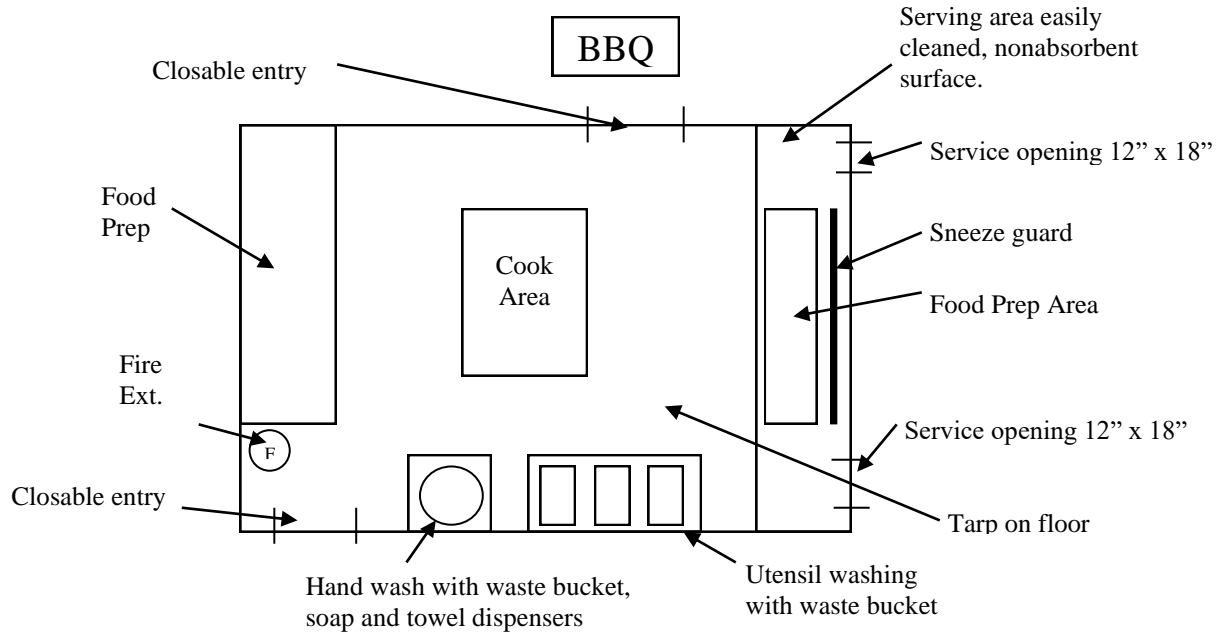 BBQ
Serving area easily
cleaned, nonabsorbent
surface.
Closable entry
Service opening 12” x 18”
Food
Prep
Sneeze guard
Cook
Area
Food Prep Area
Fire
Ext.
F
Service opening 12” x 18”
Closable entry
Tarp on floor
Hand wash with waste bucket,
soap and towel dispensers
Utensil washing
with waste bucket